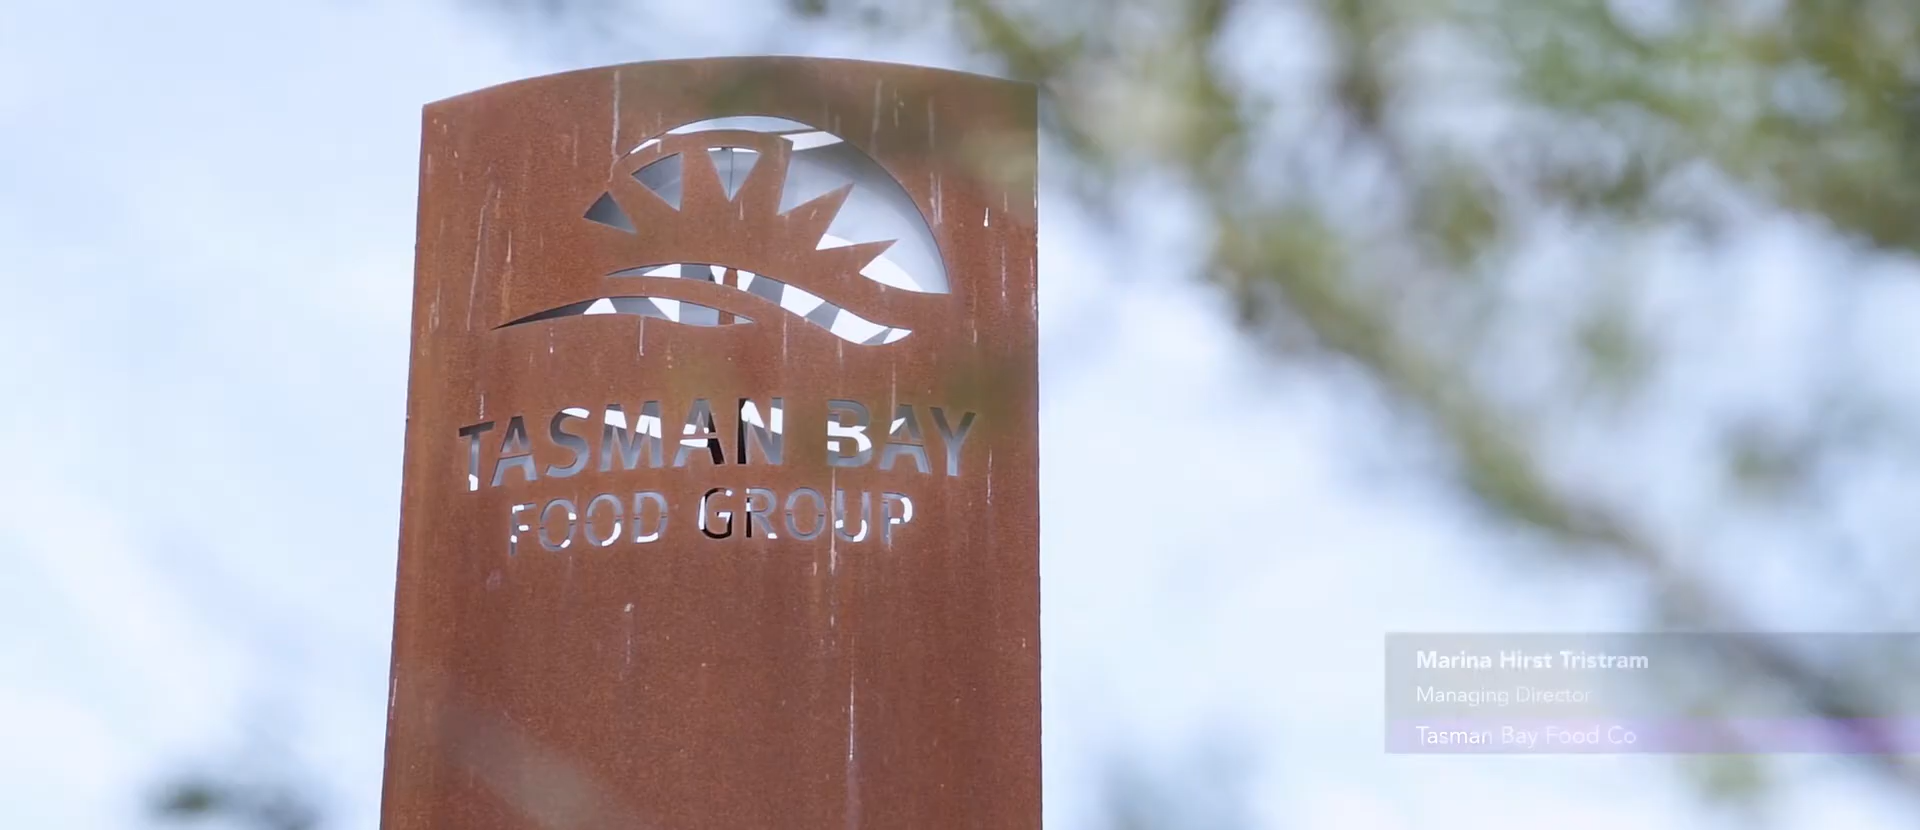 TASMAN BAY
FOOD GROUP
Marina Hirst Tristram
Managing Director
Tasman Bay Food Co